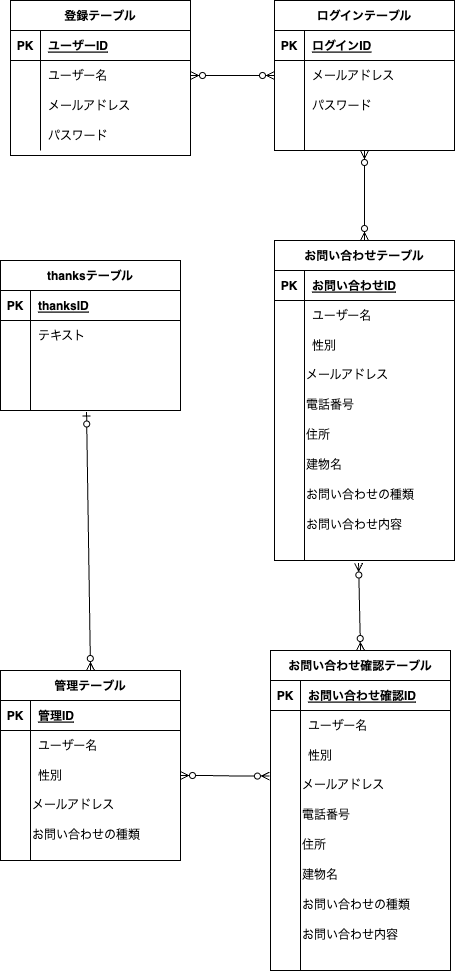 登録テーブル
PK ユーザーID
ユーザー名
メールアドレス
パスワード
ログインテーブル
PK ログインID
メールアドレス
パスワード
thanksテーブル
PK thanksID
テキスト
お問い合わせテーブル
PK お問い合わせID
ユーザー名
性別
メールアドレス
電話番号
住所
建物名
お問い合わせの種類
お問い合わせ内容
管理テーブル
PK 管理ID
ユーザー名
性別
メールアドレス
お問い合わせの種類
お問い合わせ確認テーブル
PK お問い合わせ確認ID
ユーザー名
性別
メールアドレス
電話番号
住所
建物名
お問い合わせの種類
お問い合わせ内容